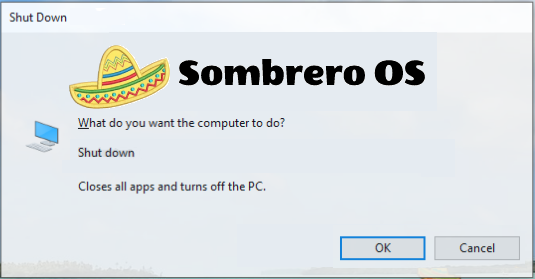 Shut Down
Sombrero OS
What do you want the computer to do?
Shut down
Closes all apps and turns off the PC.
OK
Cancel